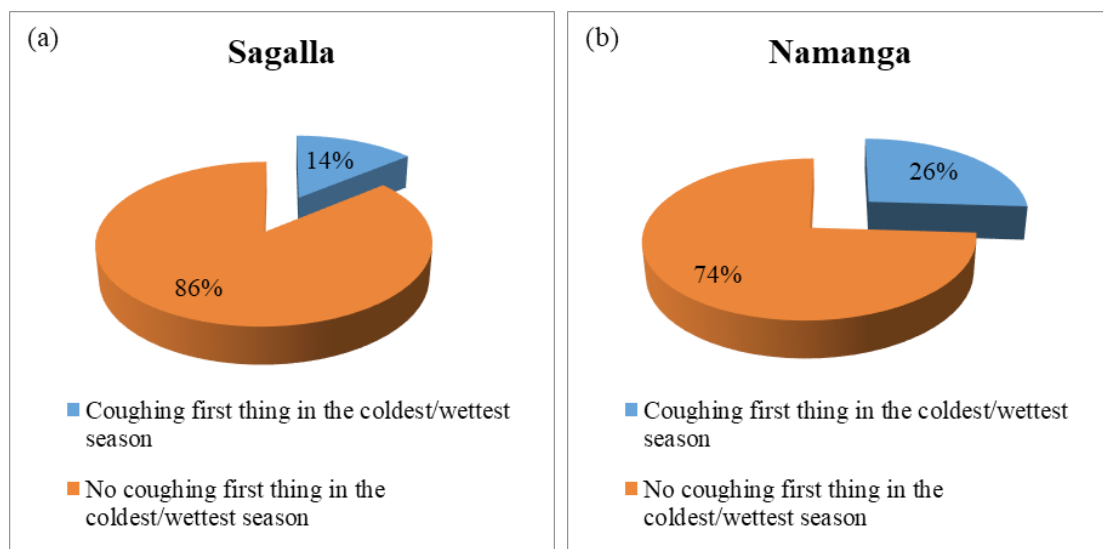 (a)
Sagalla
14%
86%
Coughing first thing in the coldest/wettest
season
No coughing first thing in the
coldest/wettest season
(b)
Namanga
26%
74%
Coughing first thing in the coldest/wettest
season
No coughing first thing in the
coldest/wettest season